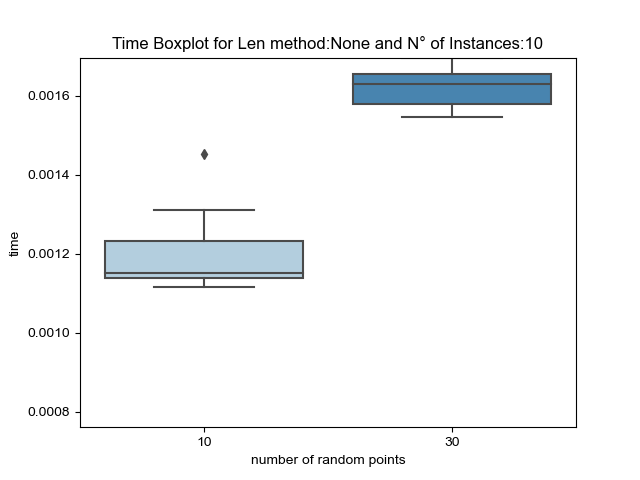 Time Boxplot for Len method:None and N° of Instances:10
0.0016
0.0014
0.0012
0.0010
0.0008
time
10 30
number of random points